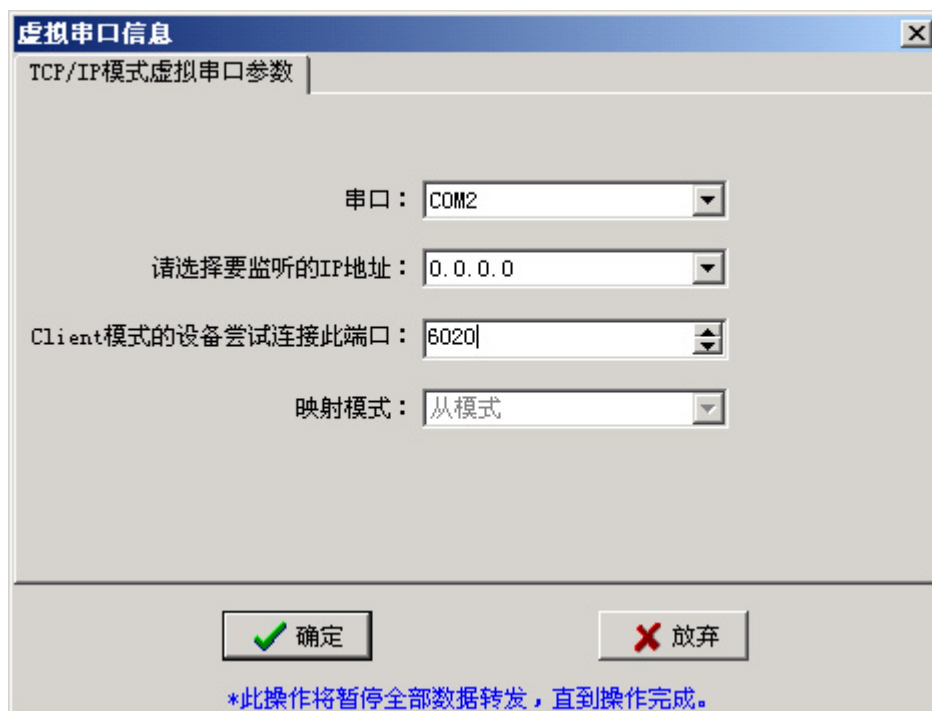 虚拟串口信息
TCP/IP模式虚拟串口参数
串口： COM2
请选择要监听的IP地址： 0.0.0.0
Client模式的设备尝试连接此端口： 6020
映射模式： 从模式
确定 放弃
*此操作将暂停全部数据转发，直到操作完成。